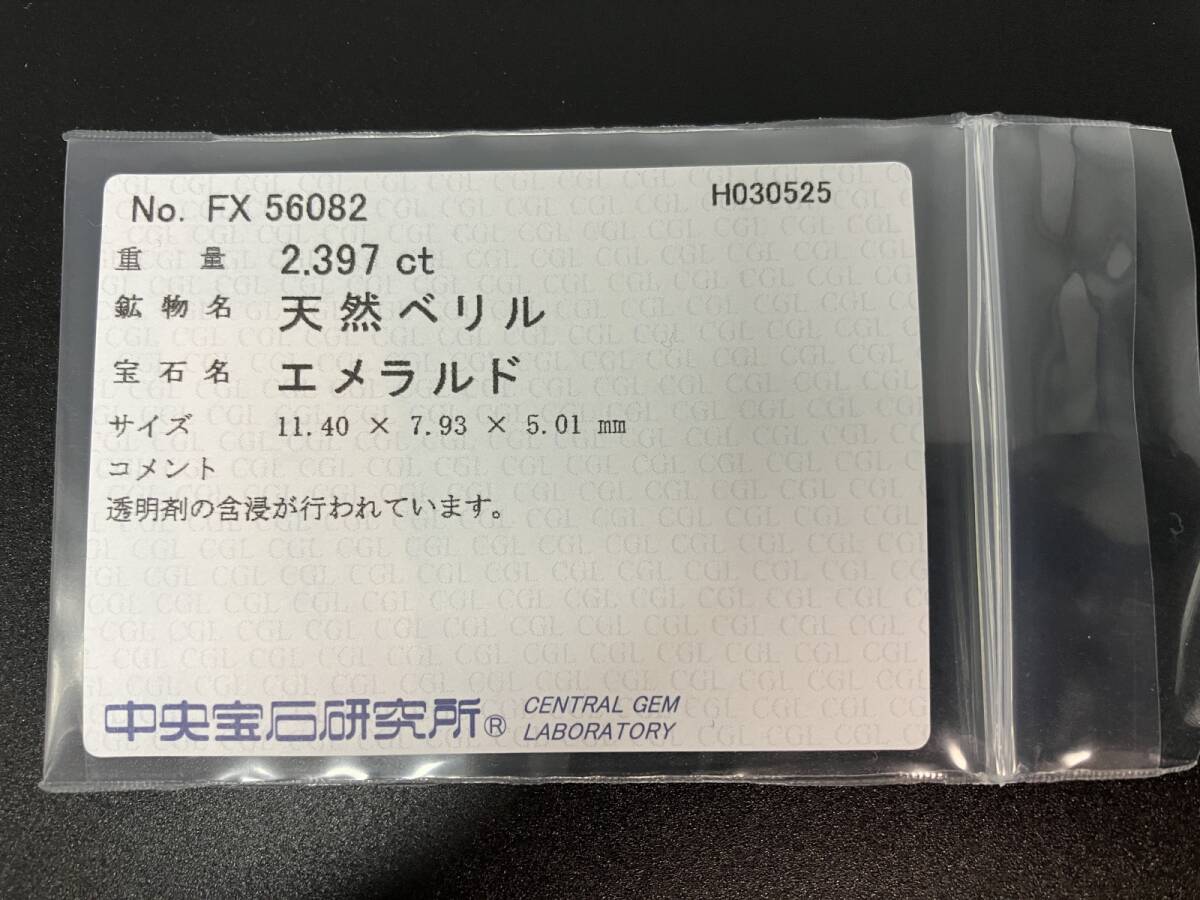 No. FX 56082 H030525
重量 2.397 ct
鉱物名 天然ベリル
宝石名 エメラルド
サイズ 11.40 × 7.93 × 5.01 mm
コメント
透明剤の含浸が行われています。
中央宝石研究所® CENTRAL GEM
LABORATORY